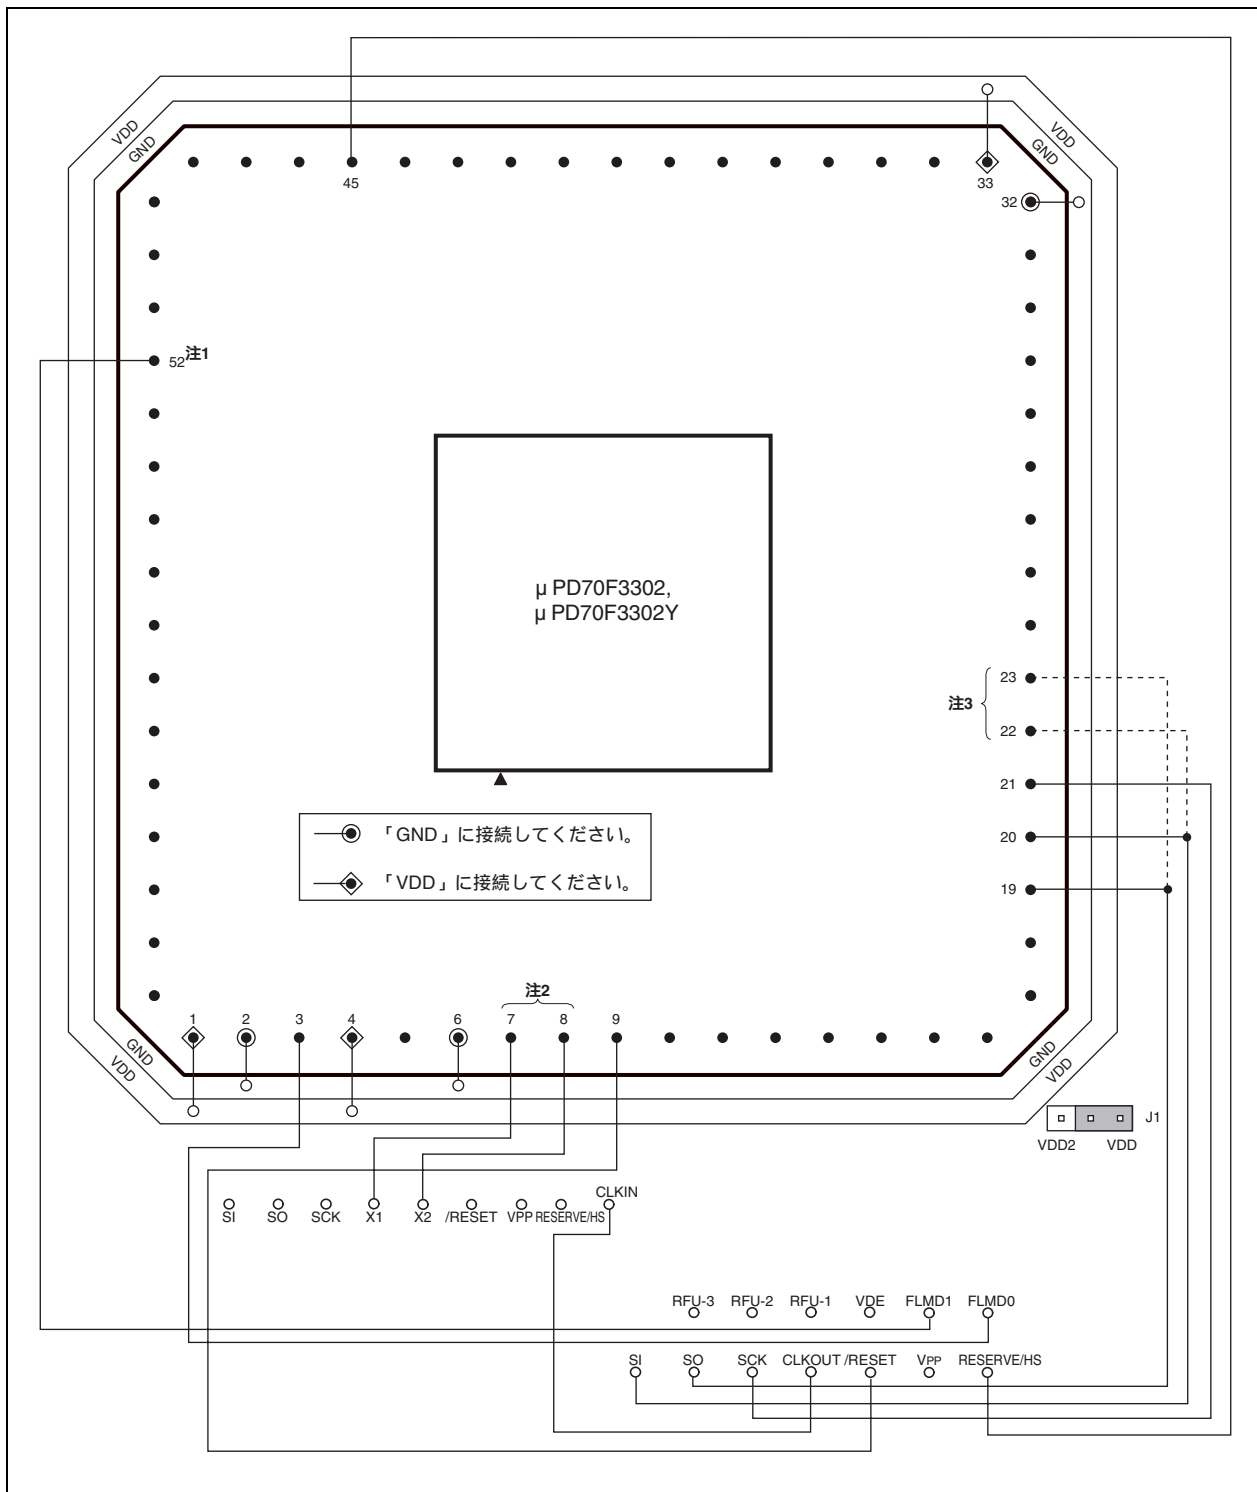 VDD
GND
VDD
GND
45
33
32
52注1
μPD70F3302,
μPD70F3302Y
23
注3
22
21
「GND」に接続してください。
20
「VDD」に接続してください。
19
注2
1
2
3
4
6
7
8
9
GND
VDD
GND
VDD
J1
VDD2
VDD
CLKIN
SI
SO
SCK
X1
X2
/RESET
VPP
RESERVE/HS
RFU-3
RFU-2
RFU-1
VDE
FLMD1
FLMD0
SI
SO
SCK
CLKOUT
/RESET
VPP
RESERVE/HS